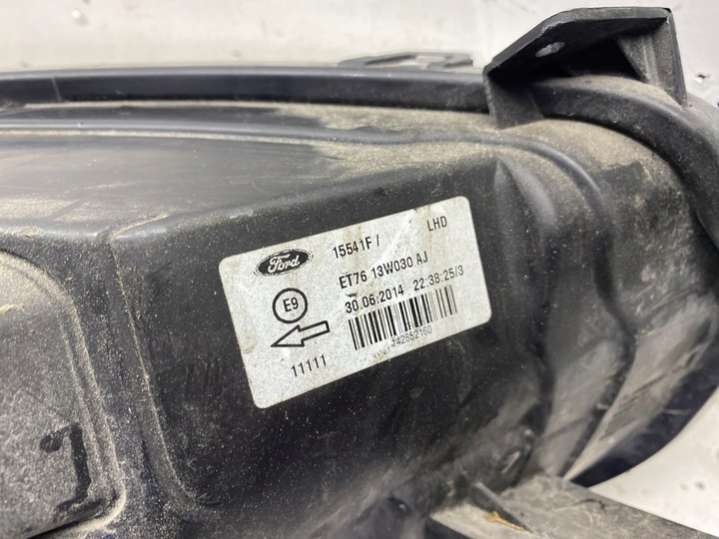 Ford
15541F / LHD
ET76 13W030 AJ
E9
30.06.2014 22:38:25/3
11111